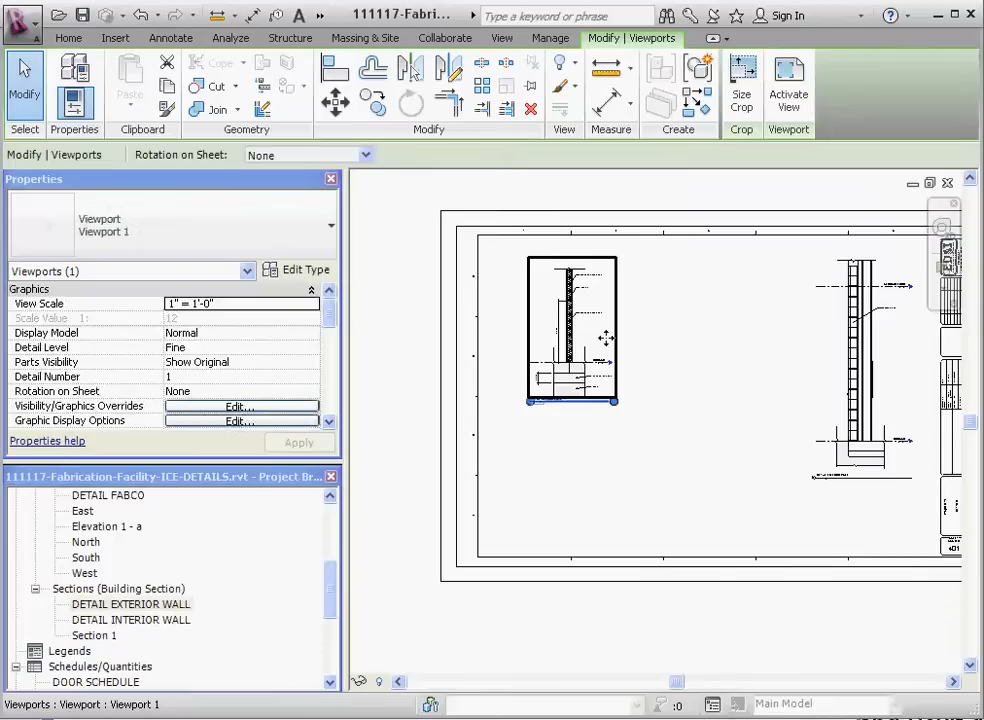 111117-Fabri...
Type a keyword or phrase
Sign In
Home Insert Annotate Analyze Structure Massing & Site Collaborate View Manage Modify | Viewports
Modify
Paste
Cope
Cut
Join
Size
Crop
Activate
View
Select Properties Clipboard Geometry Modify View Measure Create Crop Viewport
Modify | Viewports Rotation on Sheet: None
Properties
Viewport
Viewport 1
Viewports (1) Edit Type
Graphics
View Scale 1" = 1'-0"
Scale Value 1: 12
Display Model Normal
Detail Level Fine
Parts Visibility Show Original
Detail Number 1
Rotation on Sheet None
Visibility/Graphics Overrides Edit...
Graphic Display Options Edit...
Properties help Apply
111117-Fabrication-Facility-ICE-DETAILS.rvt - Project Br...
DETAIL FABCO
East
Elevation 1 - a
North
South
West
Sections (Building Section)
DETAIL EXTERIOR WALL
DETAIL INTERIOR WALL
Section 1
Legends
Schedules/Quantities
DOOR SCHEDULE
Viewports : Viewport : Viewport 1 :0 Main Model